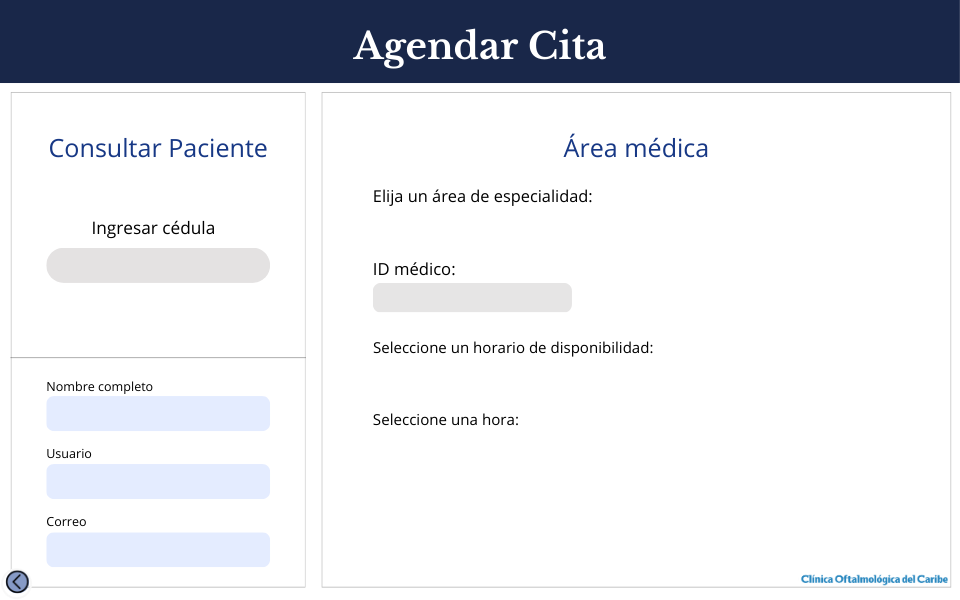 Agendar Cita
Consultar Paciente
Ingresar cédula
Nombre completo
Usuario
Correo
Área médica
Elija un área de especialidad:
ID médico:
Seleccione un horario de disponibilidad:
Seleccione una hora:
Clínica Oftalmológica del Caribe